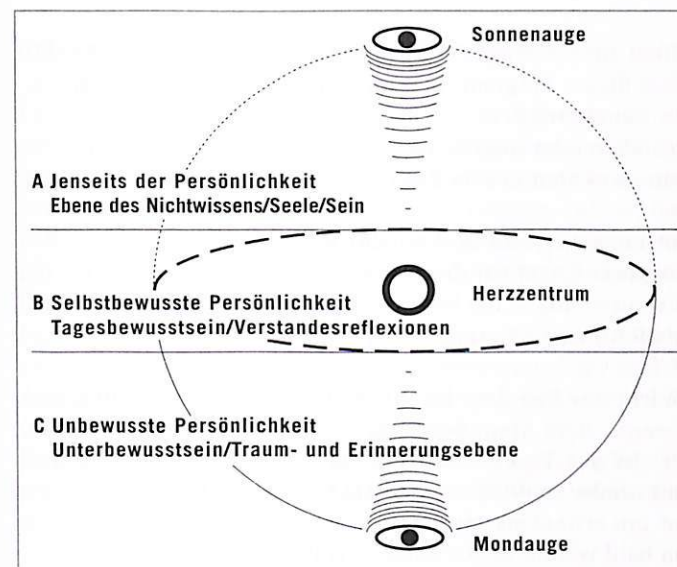 Sonnenauge
A Jenseits der Persönlichkeit
Ebene des Nichtwissens/Seele/Sein
B Selbstbewusste Persönlichkeit
Herzzentrum
Tagesbewusstsein/Verstandesreflexionen
C Unbewusste Persönlichkeit
Unterbewusstsein/Traum- und Erinnerungsebene
Mondauge